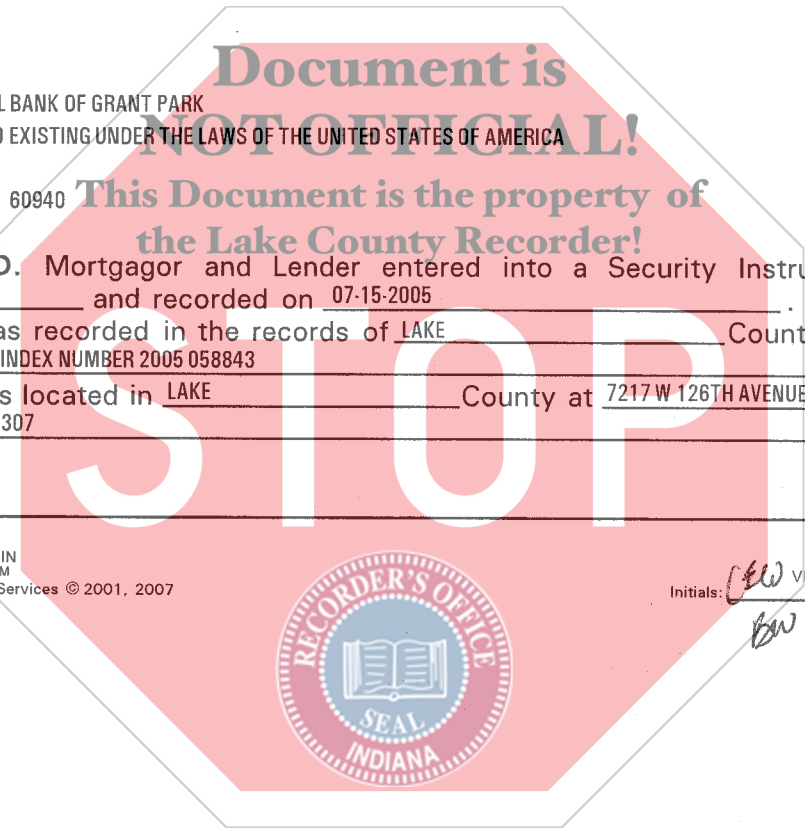 Document is
L BANK OF GRANT PARK
D EXISTING UNDER THE LAWS OF THE UNITED STATES OF AMERICA
NOT OFFICIAL!
60940
This Document is the property of
the Lake County Recorder!
D. Mortgagor and Lender entered into a Security Instru
and recorded on 07-15-2005 .
as recorded in the records of LAKE Count
INDEX NUMBER 2005 058843
s located in LAKE County at 7217 W 126TH AVENUE
307
STOP
IN
M
Services © 2001, 2007
Initials: CEW
BW
RECORDER'S OFFICE
SEAL
INDIANA